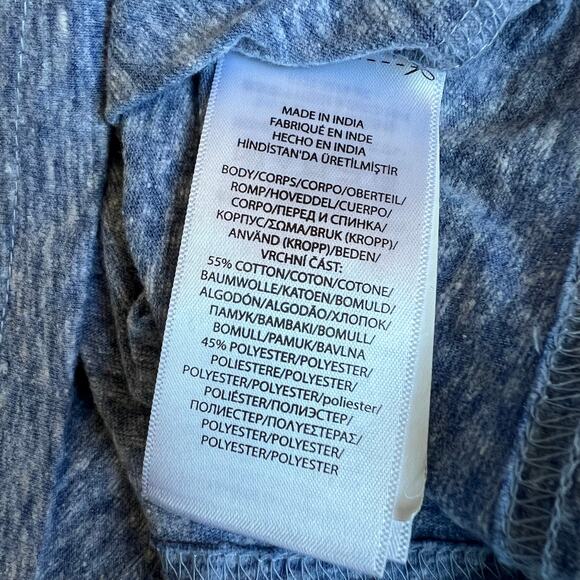 MADE IN INDIA
FABRIQUÉ EN INDE
HECHO EN INDIA
HİNDİSTAN'DA ÜRETİLMİŞTİR
BODY/CORPS/CORPO/OBERTEIL/
ROMP/HOVEDDEL/CUERPO/
CORPO/ПЕРЕД И СПИНКА/
КОРПУС/ΣΩΜΑ/BRUK (KROPP)/
ANVÄND (KROPP)/BEDEN/
VRCHNÍ ČÁST:
55% COTTON/COTON/COTONE/
BAUMWOLLE/KATOEN/BOMULD/
ALGODÓN/ALGODÃO/ХЛОПОК/
ПАМУК/ΒΑΜΒΑΚΙ/BOMULL/
BOMULL/PAMUK/BAVLNA
45% POLYESTER/POLYESTER/
POLIESTERE/POLYESTER/
POLYESTER/POLYESTER/poliester/
POLIÉSTER/ПОЛИЭСТЕР/
ПОЛИЕСТЕР/ΠΟΛΥΕΣΤΕΡΑΣ/
POLYESTER/POLYESTER/
POLYESTER/POLYESTER